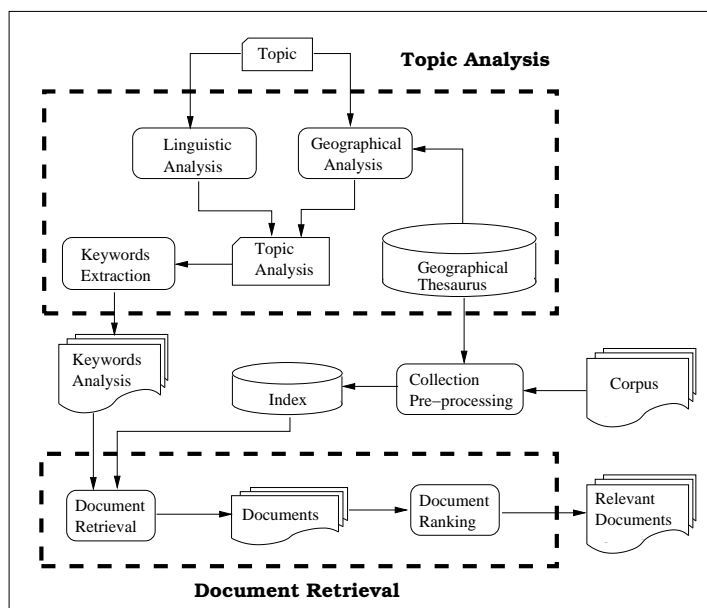 Topic
Topic Analysis
Linguistic
Analysis
Geographical
Analysis
Keywords
Extraction
Topic
Analysis
Geographical
Thesaurus
Keywords
Analysis
Index
Collection
Pre−processing
Corpus
Document
Retrieval
Documents
Document
Ranking
Relevant
Documents
Document Retrieval